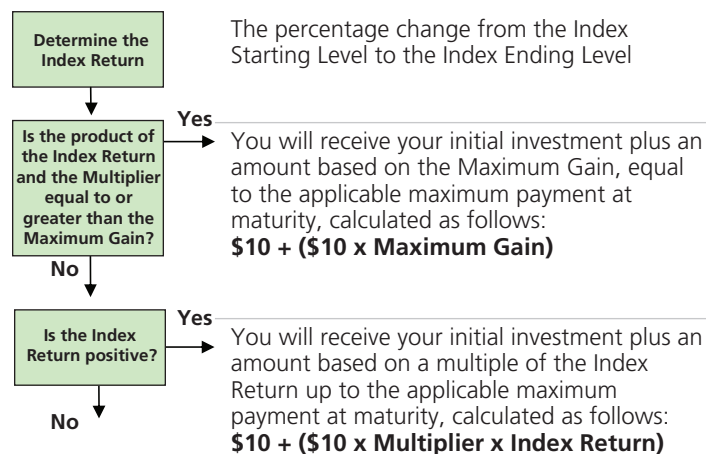 Determine the
Index Return
The percentage change from the Index
Starting Level to the Index Ending Level
Is the product of
the Index Return
and the Multiplier
equal to or
greater than the
Maximum Gain?
Yes
You will receive your initial investment plus an
amount based on the Maximum Gain, equal
to the applicable maximum payment at
maturity, calculated as follows:
$10 + ($10 x Maximum Gain)
No
Is the Index
Return positive?
Yes
You will receive your initial investment plus an
amount based on a multiple of the Index
Return up to the applicable maximum
payment at maturity, calculated as follows:
$10 + ($10 x Multiplier x Index Return)
No